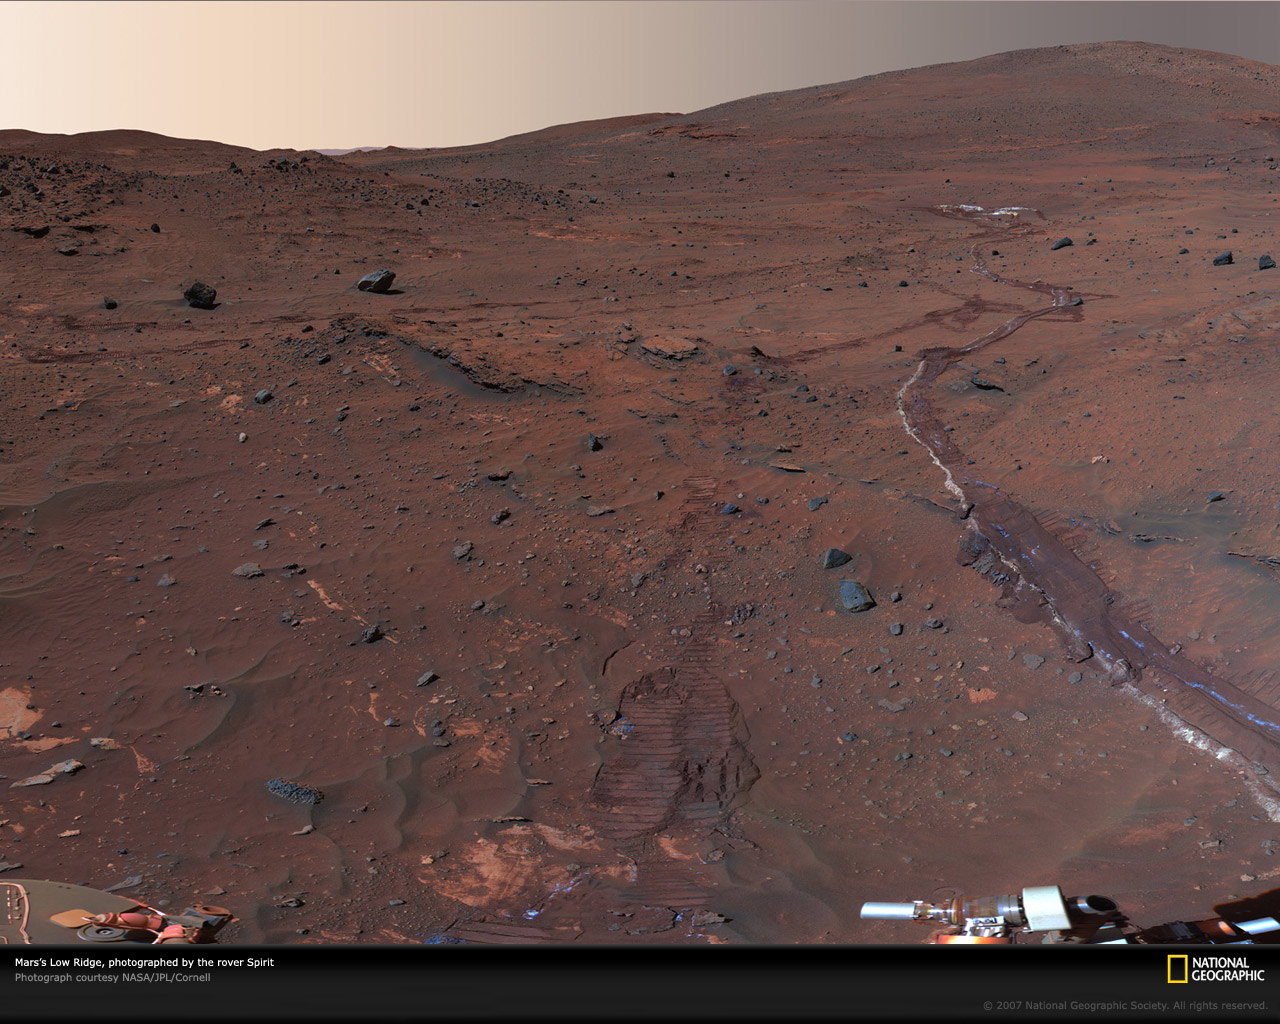 Mars's Low Ridge, photographed by the rover Spirit
Photograph courtesy NASA/JPL/Cornell
NATIONAL
GEOGRAPHIC
© 2007 National Geographic Society. All rights reserved.